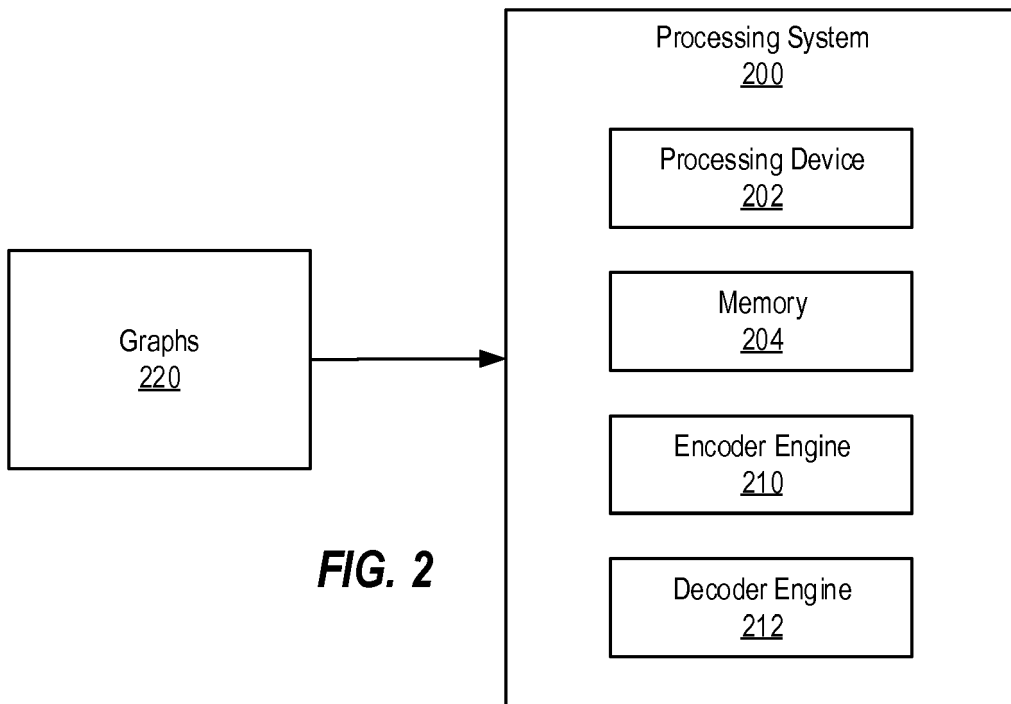 Processing System
200
Processing Device
202
Memory
204
Graphs
220
Encoder Engine
210
Decoder Engine
212
FIG. 2